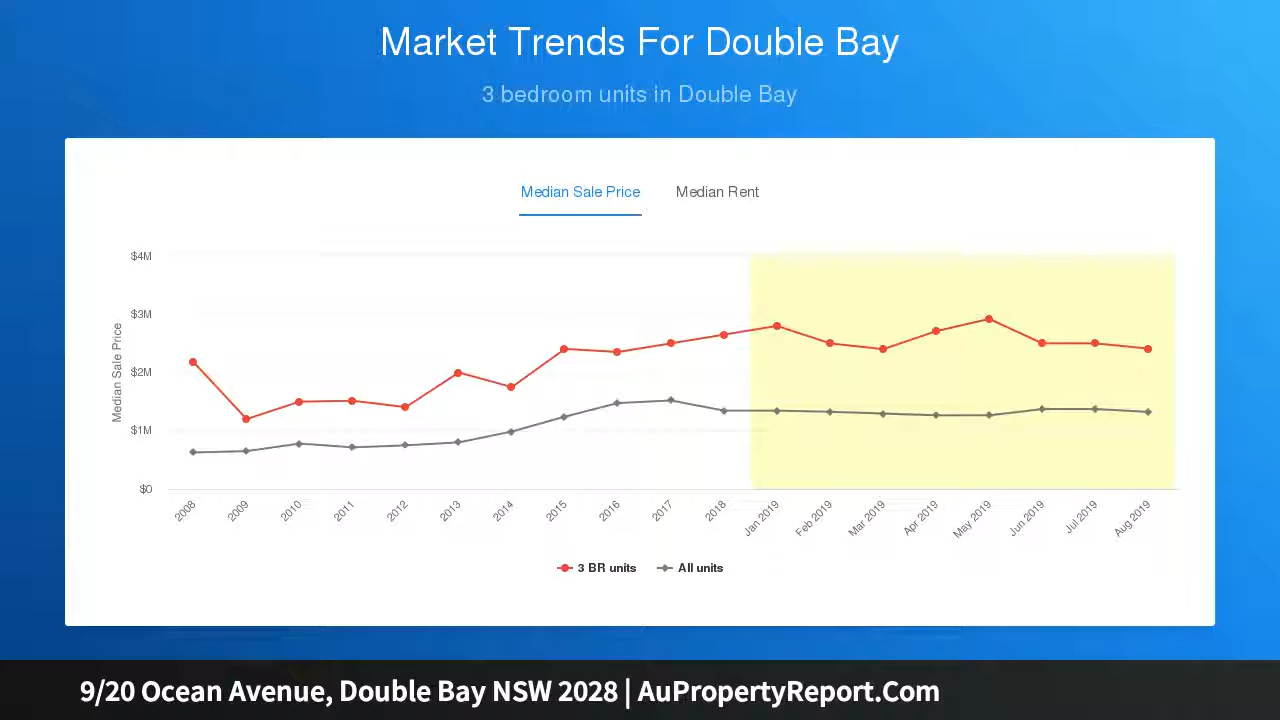 Market Trends For Double Bay
3 bedroom units in Double Bay
Median Sale Price Median Rent
$4M
$3M
$2M
$1M
$0
Median Sale Price
2008 2009 2010 2011 2012 2013 2014 2015 2016 2017 2018 Jan 2019 Feb 2019 Mar 2019 Apr 2019 May 2019 Jun 2019 Jul 2019 Aug 2019
3 BR units All units
9/20 Ocean Avenue, Double Bay NSW 2028 | AuPropertyReport.Com